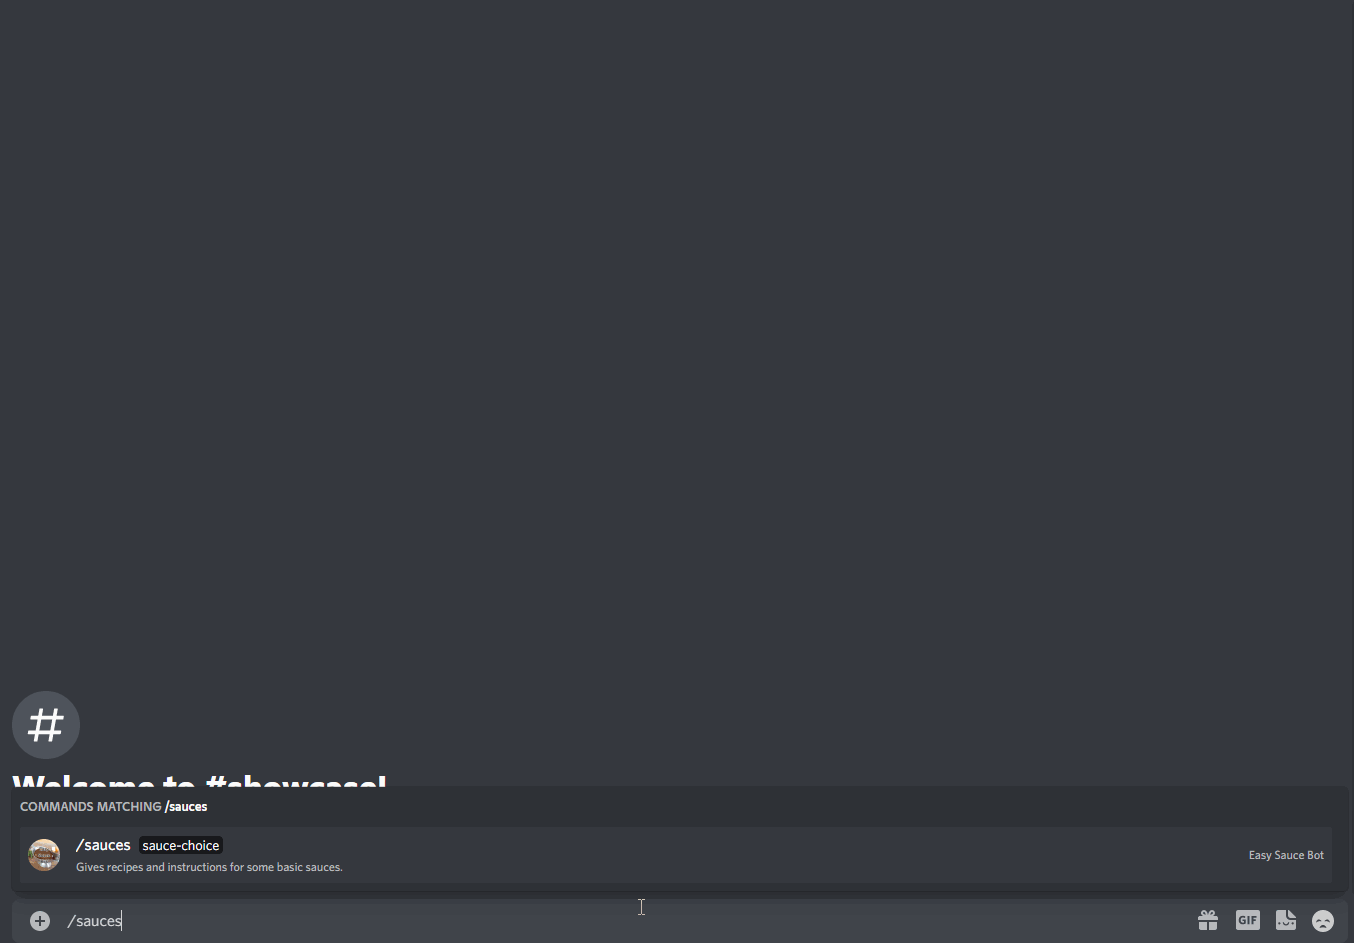 Welcome to #showcase!
COMMANDS MATCHING /sauces
/sauces sauce-choice
Gives recipes and instructions for some basic sauces.
Easy Sauce Bot
/sauces
GIF